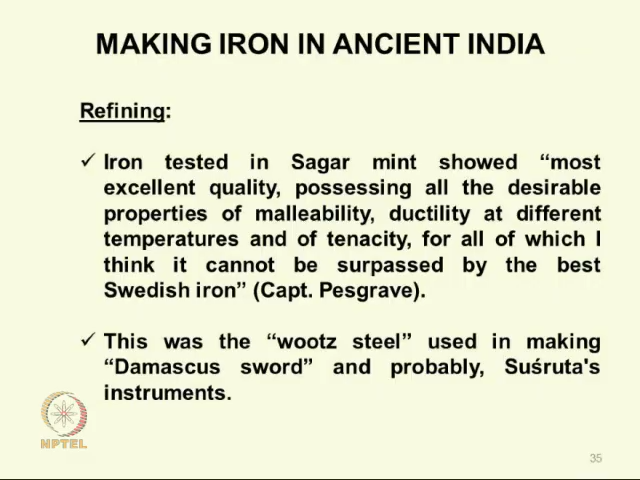 MAKING IRON IN ANCIENT INDIA
Refining:
✓ Iron tested in Sagar mint showed “most
excellent quality, possessing all the desirable
properties of malleability, ductility at different
temperatures and of tenacity, for all of which I
think it cannot be surpassed by the best
Swedish iron” (Capt. Pesgrave).
✓ This was the “wootz steel” used in making
“Damascus sword” and probably, Suśruta's
instruments.
NPTEL
35